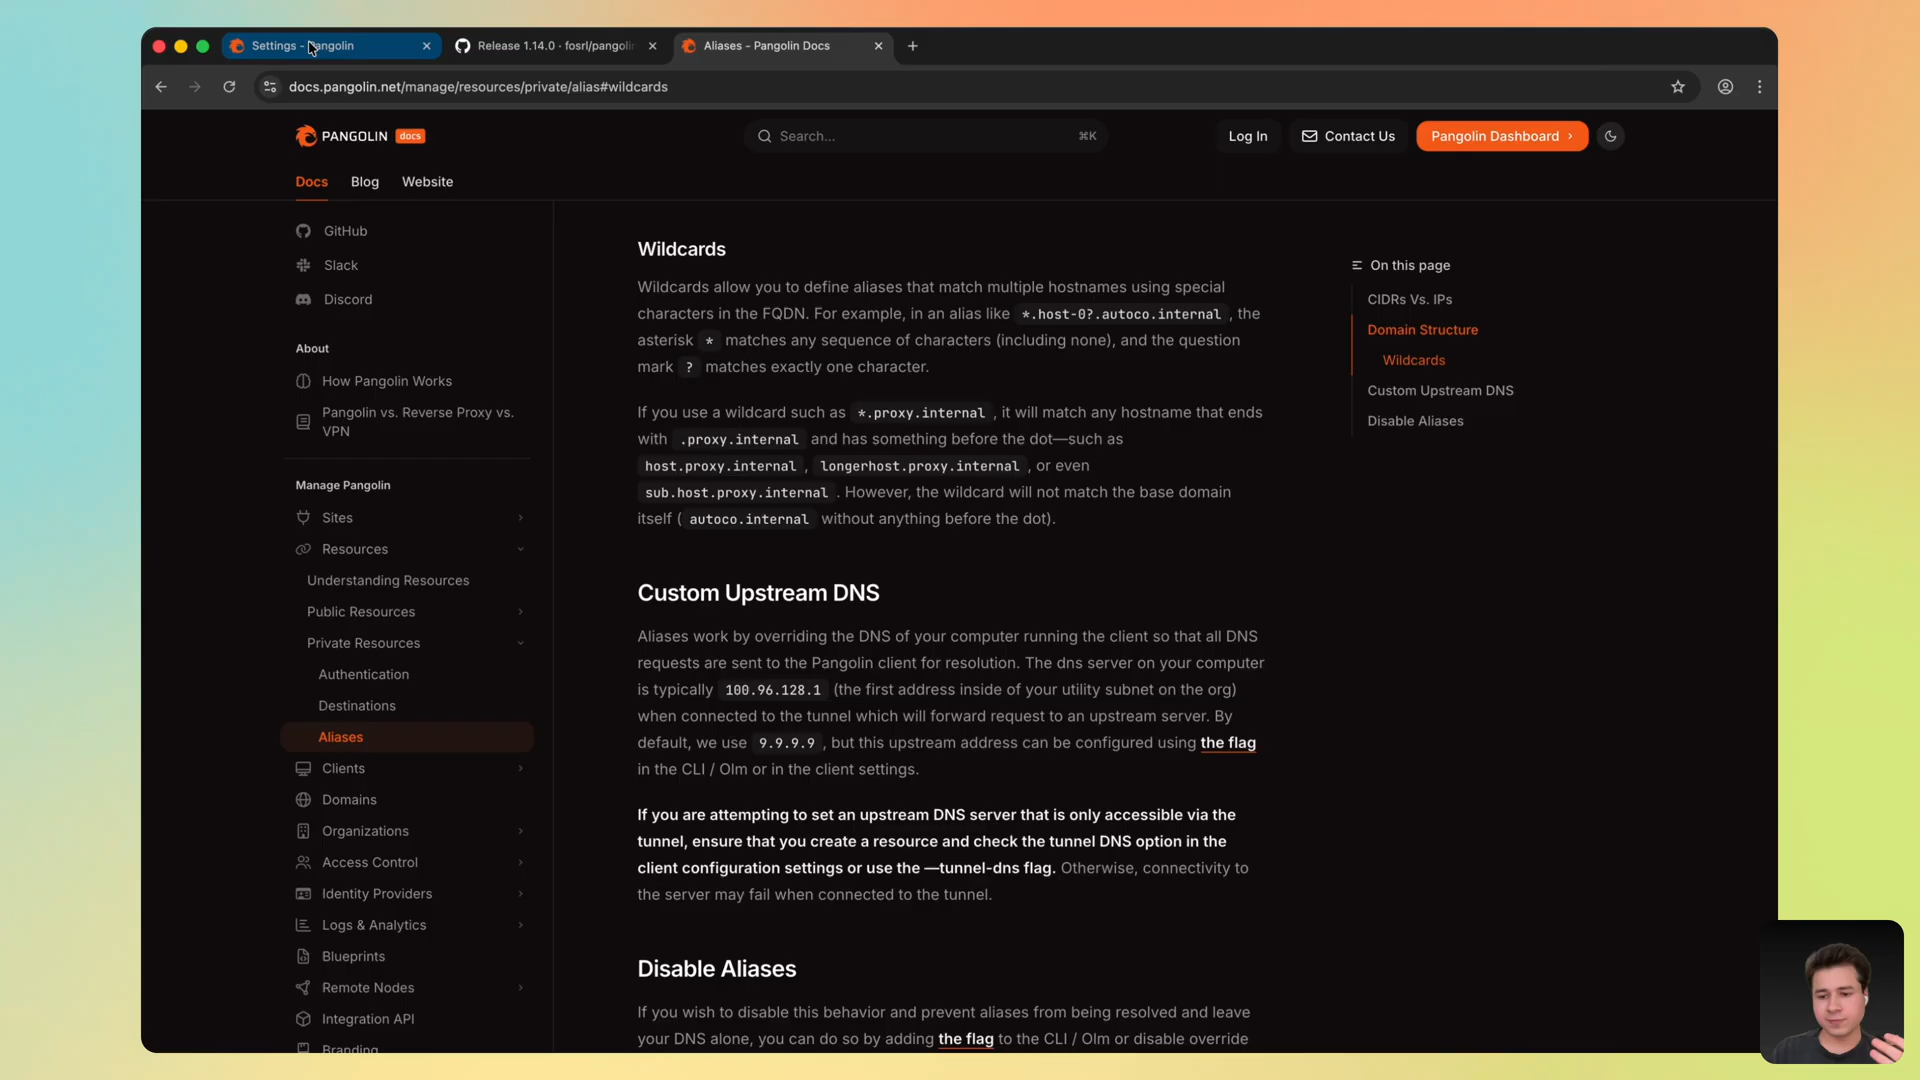 Settings - Pangolin
Release 1.14.0 · fosrl/pangolin
Aliases - Pangolin Docs
docs.pangolin.net/manage/resources/private/alias#wildcards
PANGOLIN docs
Search...
⌘K
Log In
Contact Us
Pangolin Dashboard
Docs
Blog
Website
GitHub
Slack
Discord
About
How Pangolin Works
Pangolin vs. Reverse Proxy vs.
VPN
Manage Pangolin
Sites
Resources
Understanding Resources
Public Resources
Private Resources
Authentication
Destinations
Aliases
Clients
Domains
Organizations
Access Control
Identity Providers
Logs & Analytics
Blueprints
Remote Nodes
Integration API
Branding
Wildcards
Wildcards allow you to define aliases that match multiple hostnames using special
characters in the FQDN. For example, in an alias like *.host-0?.autoco.internal , the
asterisk * matches any sequence of characters (including none), and the question
mark ? matches exactly one character.
If you use a wildcard such as *.proxy.internal , it will match any hostname that ends
with .proxy.internal and has something before the dot—such as
host.proxy.internal , longerhost.proxy.internal , or even
sub.host.proxy.internal . However, the wildcard will not match the base domain
itself ( autoco.internal without anything before the dot).
Custom Upstream DNS
Aliases work by overriding the DNS of your computer running the client so that all DNS
requests are sent to the Pangolin client for resolution. The dns server on your computer
is typically 100.96.128.1 (the first address inside of your utility subnet on the org)
when connected to the tunnel which will forward request to an upstream server. By
default, we use 9.9.9.9 , but this upstream address can be configured using the flag
in the CLI / Olm or in the client settings.
If you are attempting to set an upstream DNS server that is only accessible via the
tunnel, ensure that you create a resource and check the tunnel DNS option in the
client configuration settings or use the —tunnel-dns flag. Otherwise, connectivity to
the server may fail when connected to the tunnel.
Disable Aliases
If you wish to disable this behavior and prevent aliases from being resolved and leave
your DNS alone, you can do so by adding the flag to the CLI / Olm or disable override
On this page
CIDRs Vs. IPs
Domain Structure
Wildcards
Custom Upstream DNS
Disable Aliases